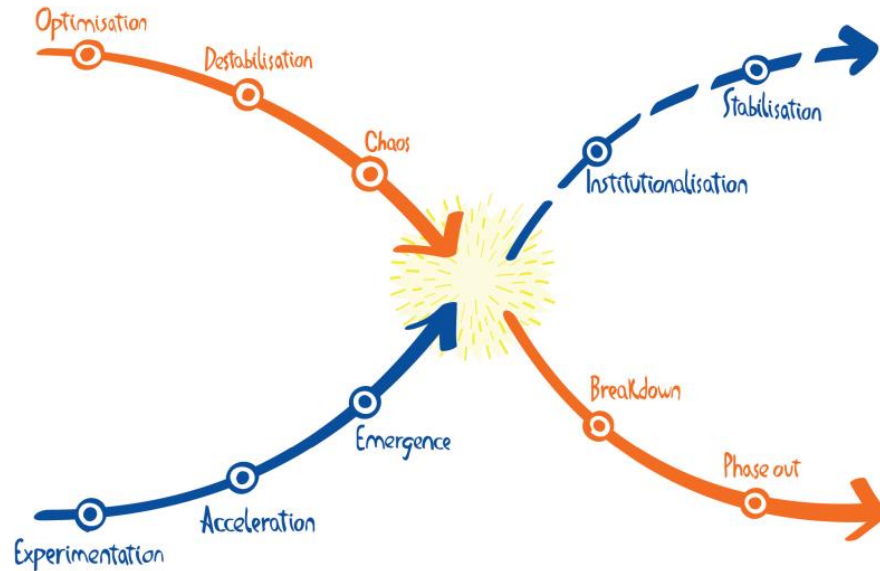 Optimisation
Destabilisation
Chaos
Stabilisation
Institutionalisation
Breakdown
Emergence
Phase out
Acceleration
Experimentation